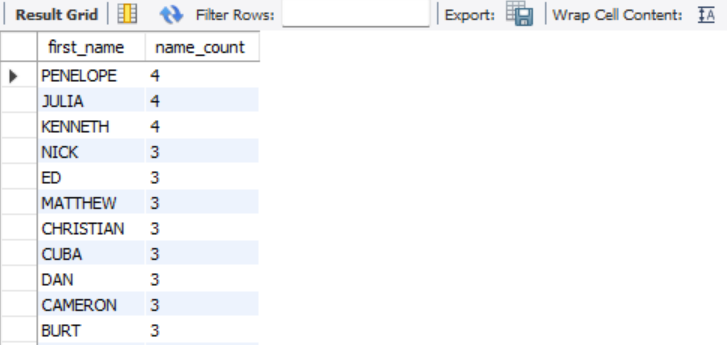 Result Grid Filter Rows: Export: Wrap Cell Content: IA
first_name name_count
PENELOPE 4
JULIA 4
KENNETH 4
NICK 3
ED 3
MATTHEW 3
CHRISTIAN 3
CUBA 3
DAN 3
CAMERON 3
BURT 3